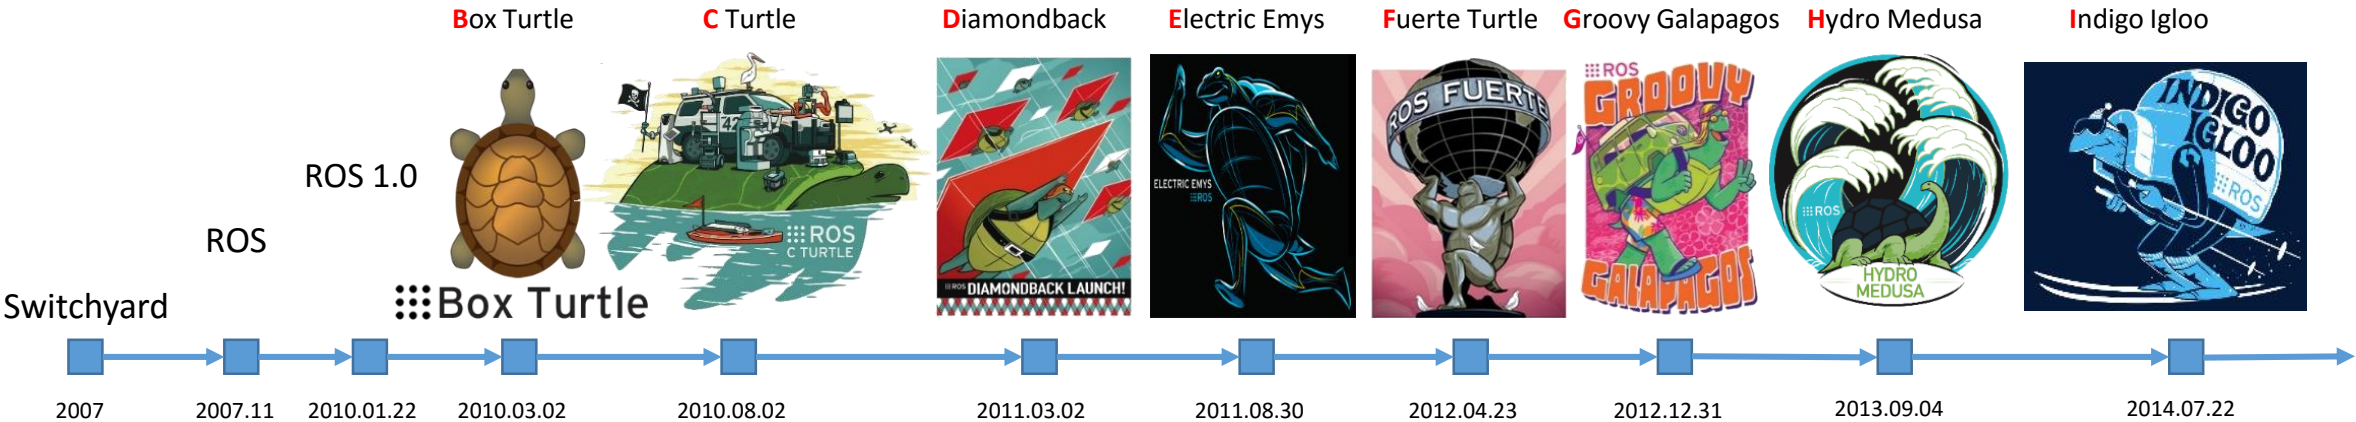 Box Turtle
C Turtle
Diamondback
Electric Emys
Fuerte Turtle
Groovy Galapagos
Hydro Medusa
Indigo Igloo
Switchyard
ROS
ROS 1.0
Box Turtle
42
ROS
C TURTLE
ROS DIAMONDBACK LAUNCH!
ELECTRIC EMYS
ROS
ROS FUERTE
ROS
GROOVY
GALAPAGOS
ROS
HYDRO
MEDUSA
INDIGO
IGLOO
ROS
2007
2007.11
2010.01.22
2010.03.02
2010.08.02
2011.03.02
2011.08.30
2012.04.23
2012.12.31
2013.09.04
2014.07.22